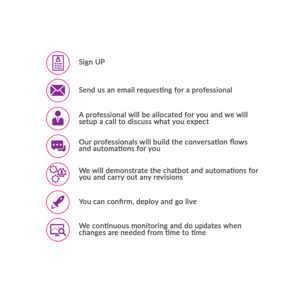 Sign UP
Send us an email requesting for a professional
A professional will be allocated for you and we will
setup a call to discuss what you expect
Our professionals will build the conversation flows
and automations for you
We will demonstrate the chatbot and automations for
you and carry out any revisions
You can confirm, deploy and go live
We continuous monitoring and do updates when
changes are needed from time to time